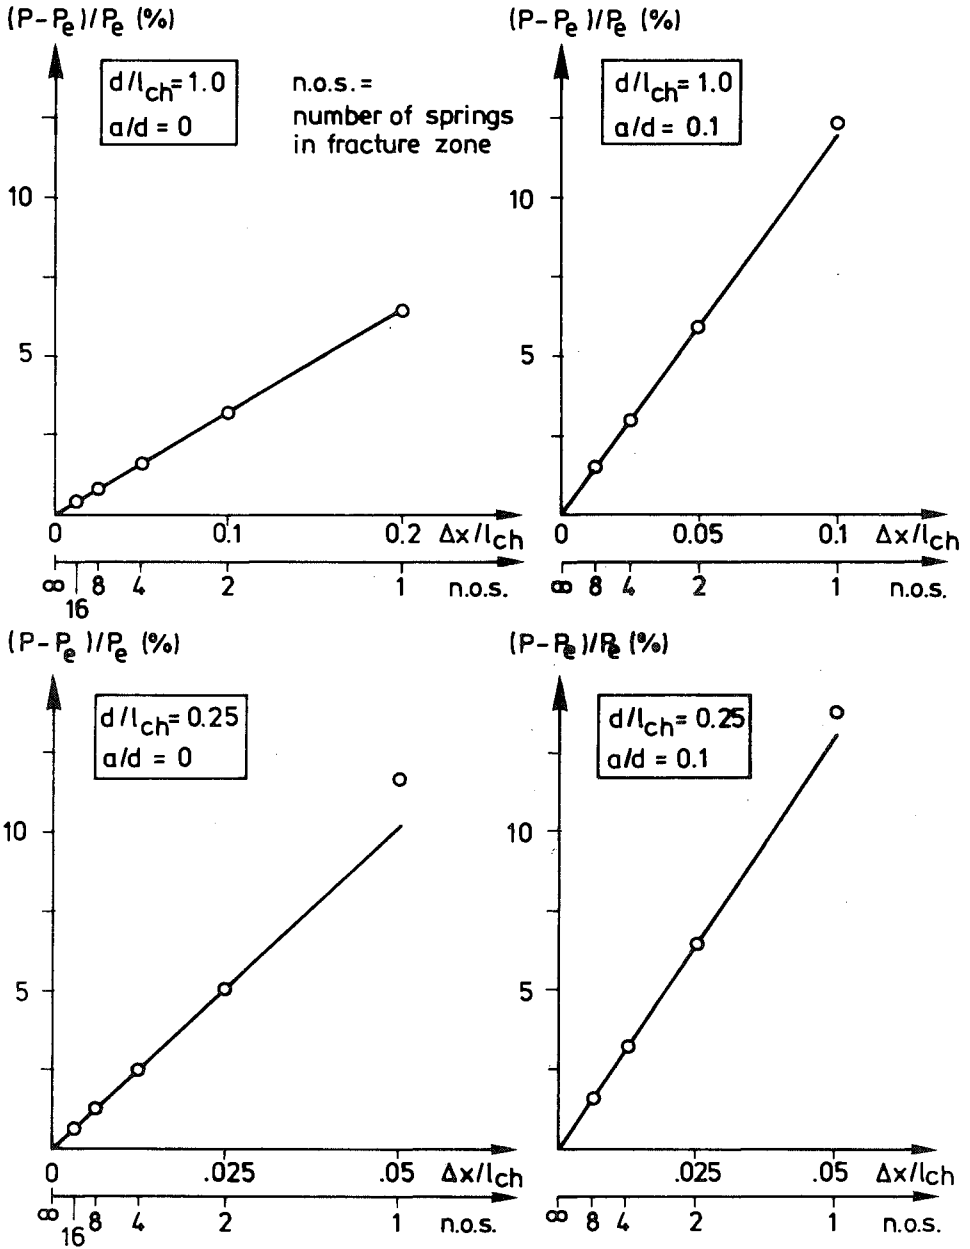 (P-Pe)/Pe (%)
d/lch=1.0
a/d = 0
n.o.s. =
number of springs
in fracture zone
10
5
0 0.1 0.2 Δx/lch
∞ 16 8 4 2 1 n.o.s.
(P-Pe)/Pe (%)
d/lch=1.0
a/d = 0.1
10
5
0 0.05 0.1 Δx/lch
∞ 8 4 2 1 n.o.s.
(P-Pe)/Pe (%)
d/lch=0.25
a/d = 0
10
5
0 .025 .05 Δx/lch
∞ 16 8 4 2 1 n.o.s.
(P-Pe)/Pe (%)
d/lch=0.25
a/d = 0.1
10
5
0 .025 .05 Δx/lch
∞ 8 4 2 1 n.o.s.